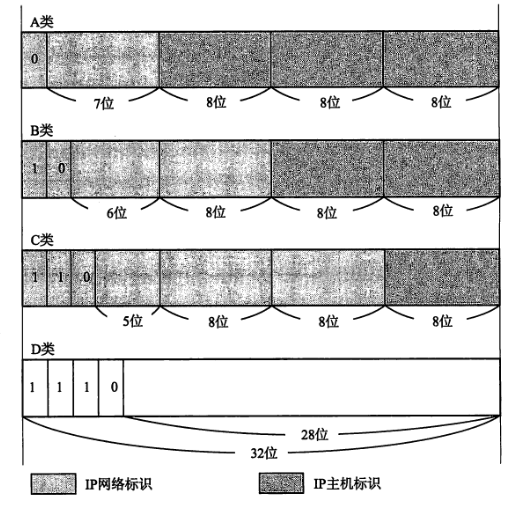 A类
0
7位 8位 8位 8位
B类
1 0
6位 8位 8位 8位
C类
1 1 0
5位 8位 8位 8位
D类
1 1 1 0
28位
32位
IP网络标识 IP主机标识